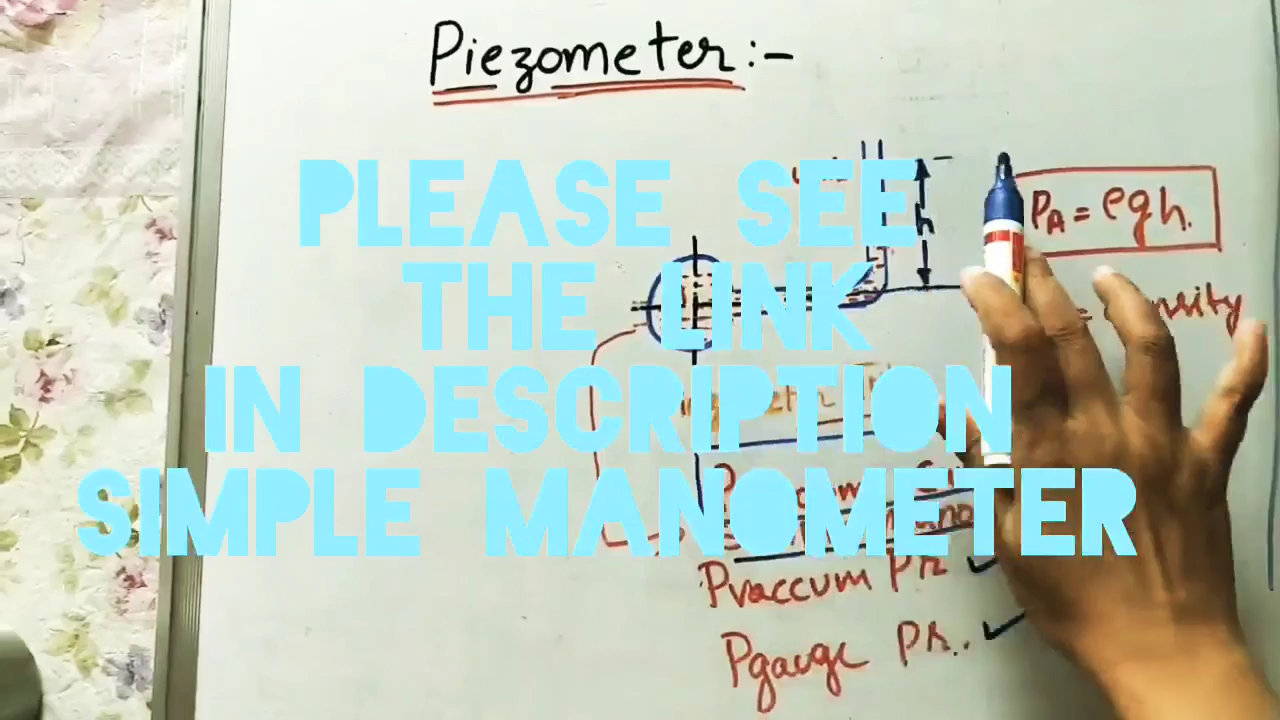 Piezometer:-
PLEASE SEE
THE LINK
IN DESCRIPTION
SIMPLE MANOMETER
h
PA = ρgh.
Pvaccum Pr
Pgauge Pr.